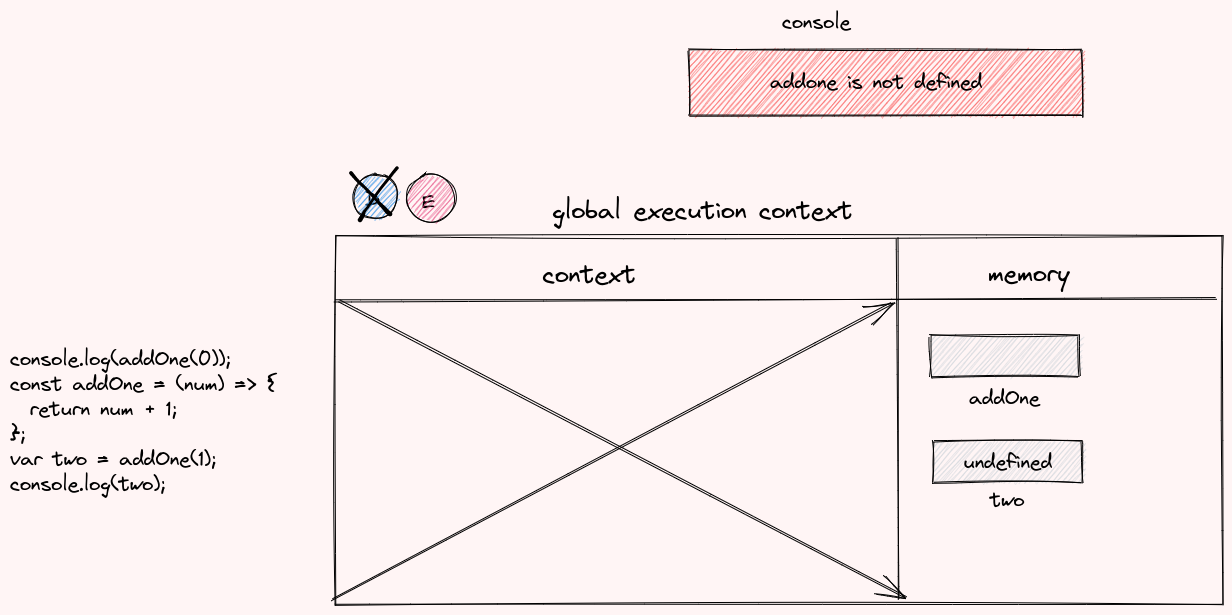 console
addone is not defined
E
global execution context
context
memory
console.log(addOne(0));
const addOne = (num) => {
return num + 1;
};
var two = addOne(1);
console.log(two);
addOne
undefined
two